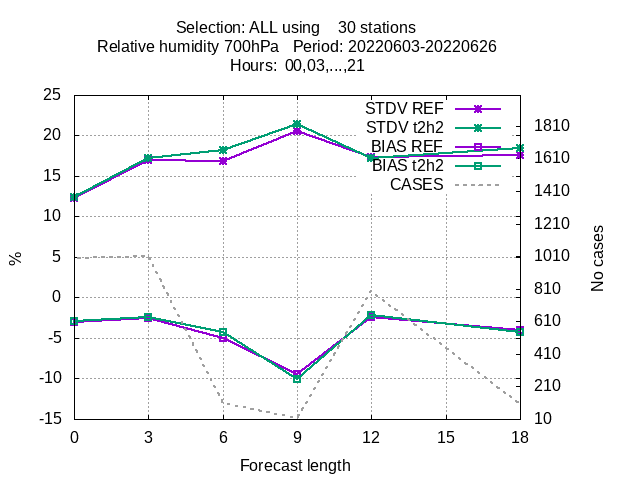 Selection: ALL using    30 stations
Relative humidity 700hPa   Period: 20220603-20220626
Hours:  00,03,...,21
25
20
15
10
5
0
-5
-10
-15
%
STDV REF
STDV t2h2
BIAS REF
BIAS t2h2
CASES
1810
1610
1410
1210
1010
810
610
410
210
10
No cases
0 3 6 9 12 15 18
Forecast length